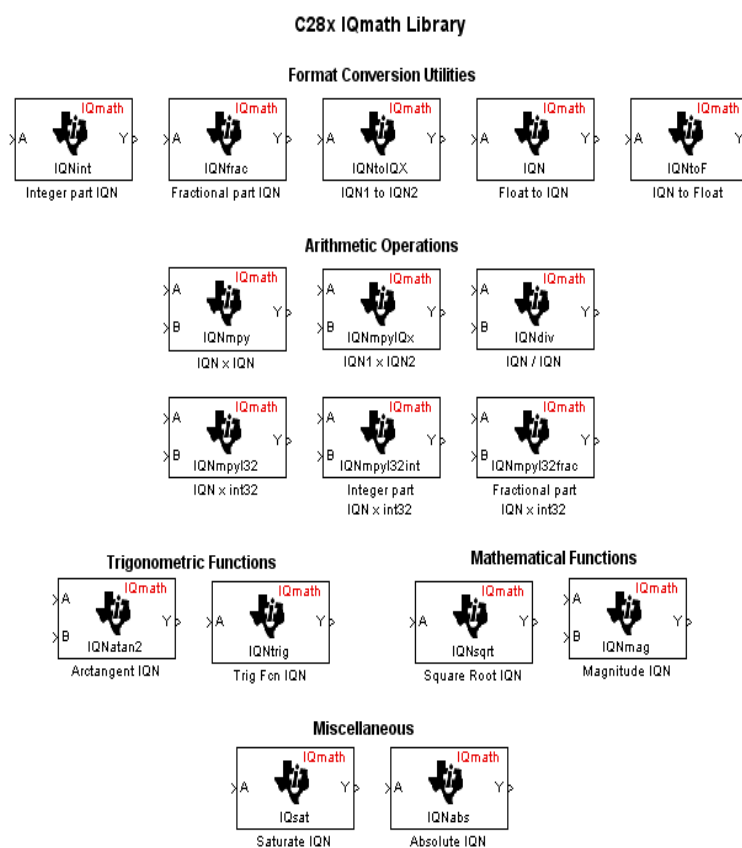 C28x IQmath Library
Format Conversion Utilities
IQmath IQmath IQmath IQmath IQmath
A Y A Y A Y A Y A Y
IQNint IQNfrac IQNtoIQX IQN IQNtoF
Integer part IQN Fractional part IQN IQN1 to IQN2 Float to IQN IQN to Float
Arithmetic Operations
IQmath IQmath IQmath
A A A
Y Y Y
B B B
IQNmpy IQNmpyIQx IQNdiv
IQN x IQN IQN1 x IQN2 IQN / IQN
IQmath IQmath IQmath
A A A
Y Y Y
B B B
IQNmpyI32 IQNmpyI32int IQNmpyI32frac
IQN x int32 Integer part Fractional part
IQN x int32 IQN x int32
Trigonometric Functions Mathematical Functions
IQmath IQmath IQmath IQmath
A A
Y A Y A Y Y
B B
IQNatan2 IQNtrig IQNsqrt IQNmag
Arctangent IQN Trig Fcn IQN Square Root IQN Magnitude IQN
Miscellaneous
IQmath IQmath
A Y A Y
IQsat IQNabs
Saturate IQN Absolute IQN